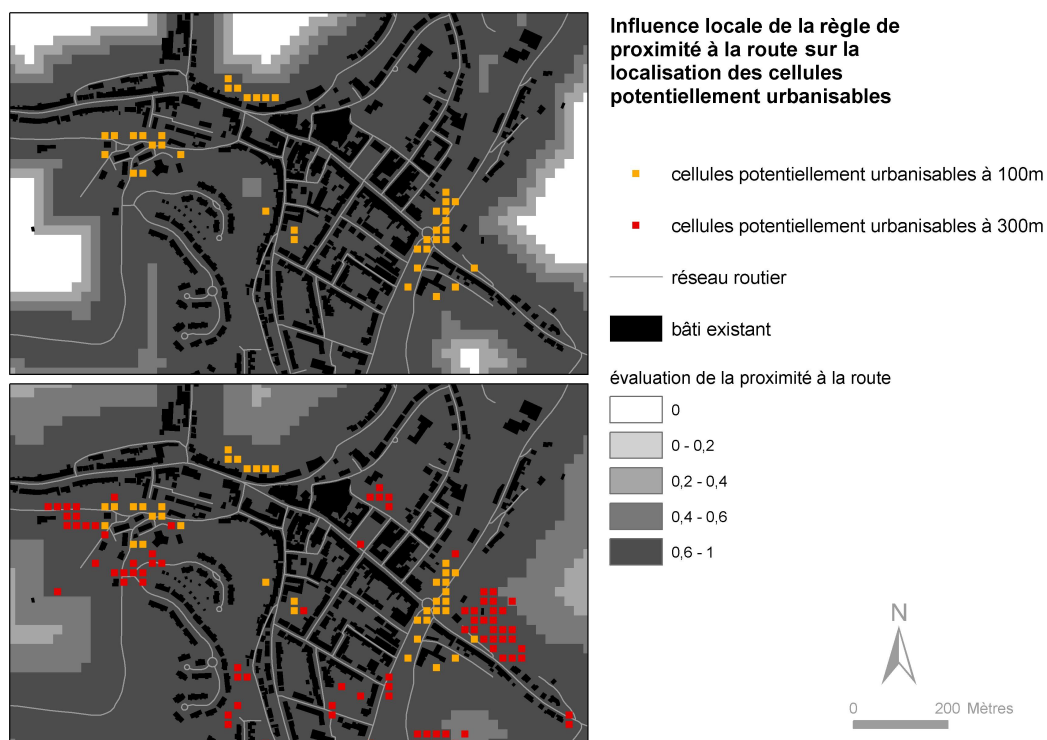 Influence locale de la règle de
proximité à la route sur la
localisation des cellules
potentiellement urbanisables
cellules potentiellement urbanisables à 100m
cellules potentiellement urbanisables à 300m
réseau routier
bâti existant
évaluation de la proximité à la route
0
0 - 0,2
0,2 - 0,4
0,4 - 0,6
0,6 - 1
N
0 200 Mètres